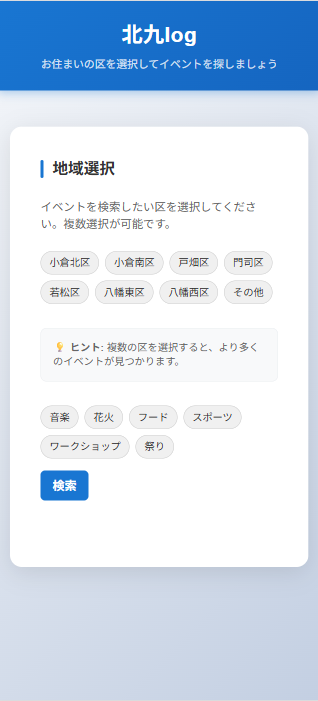 北九log
お住まいの区を選択してイベントを探しましょう
地域選択
イベントを検索したい区を選択してくださ
い。複数選択が可能です。
小倉北区 小倉南区 戸畑区 門司区
若松区 八幡東区 八幡西区 その他
💡 ヒント: 複数の区を選択すると、より多く
のイベントが見つかります。
音楽 花火 フード スポーツ
ワークショップ 祭り
検索